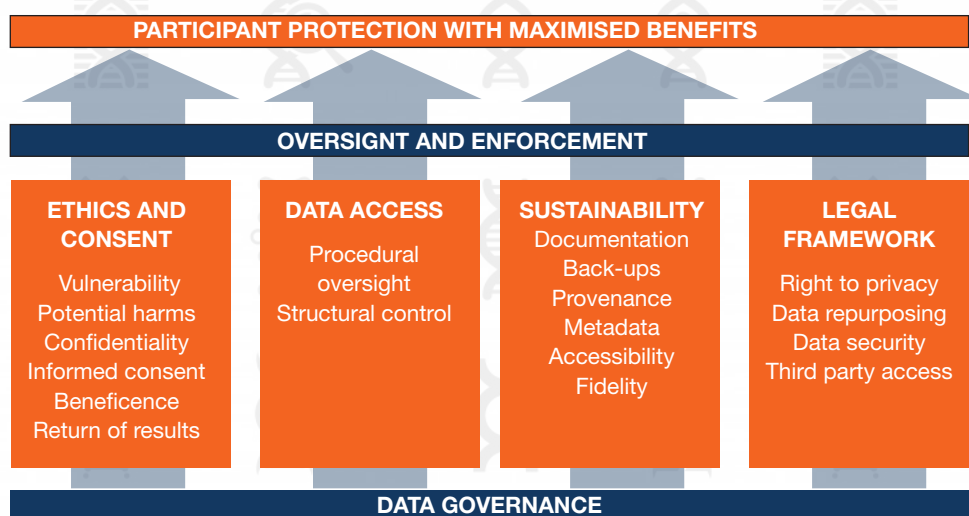 PARTICIPANT PROTECTION WITH MAXIMISED BENEFITS
OVERSIGNT AND ENFORCEMENT
ETHICS AND
CONSENT
Vulnerability
Potential harms
Confidentiality
Informed consent
Beneficence
Return of results
DATA ACCESS
Procedural
oversight
Structural control
SUSTAINABILITY
Documentation
Back-ups
Provenance
Metadata
Accessibility
Fidelity
LEGAL
FRAMEWORK
Right to privacy
Data repurposing
Data security
Third party access
DATA GOVERNANCE